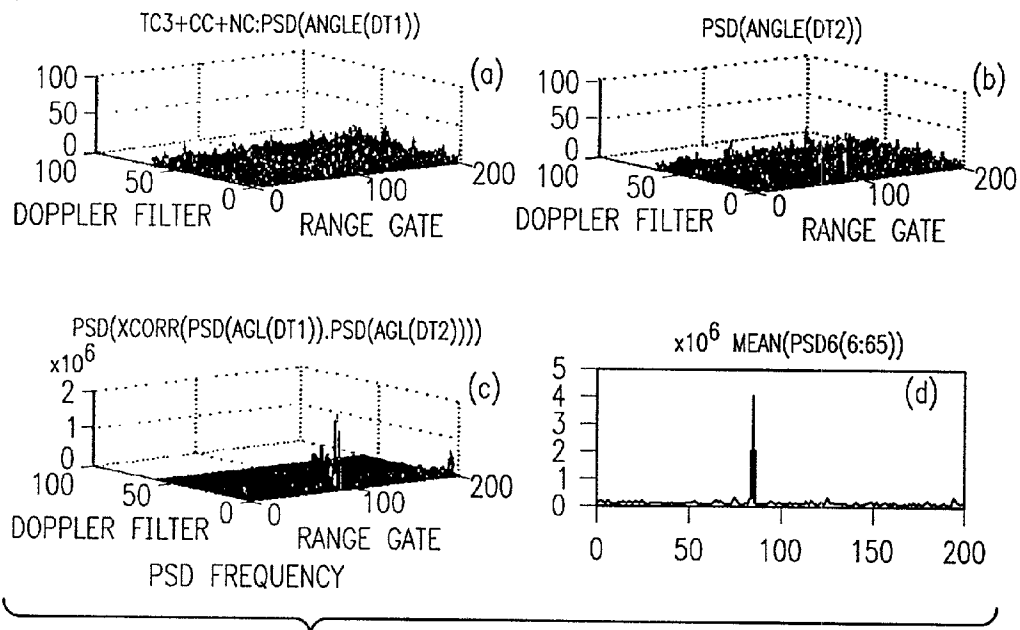 TC3+CC+NC:PSD(ANGLE(DT1))
(a)
100
50
0
100
50
0
0
100
200
DOPPLER FILTER
RANGE GATE
PSD(ANGLE(DT2))
(b)
100
50
0
100
50
0
0
100
200
DOPPLER FILTER
RANGE GATE
PSD(XCORR(PSD(AGL(DT1)).PSD(AGL(DT2))))
x10^6
(c)
2
1
0
100
50
0
0
100
200
DOPPLER FILTER
RANGE GATE
PSD FREQUENCY
x10^6 MEAN(PSD6(6:65))
(d)
5
4
3
2
1
0
0
50
100
150
200